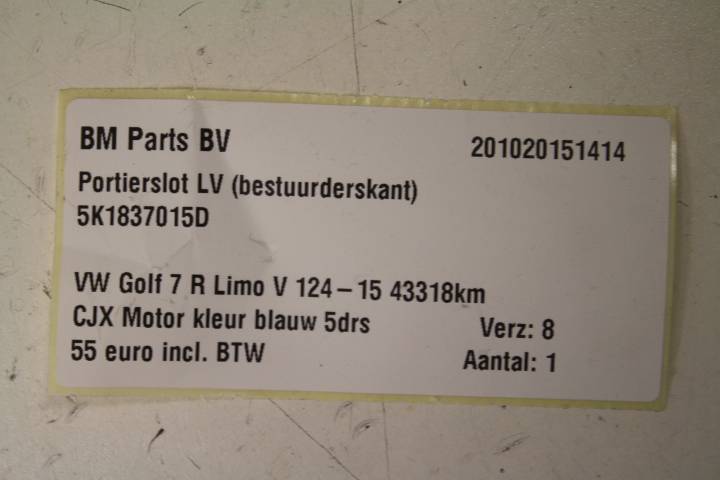 BM Parts BV 201020151414
Portierslot LV (bestuurderskant)
5K1837015D
VW Golf 7 R Limo V 124-15 43318km
CJX Motor kleur blauw 5drs Verz: 8
55 euro incl. BTW Aantal: 1